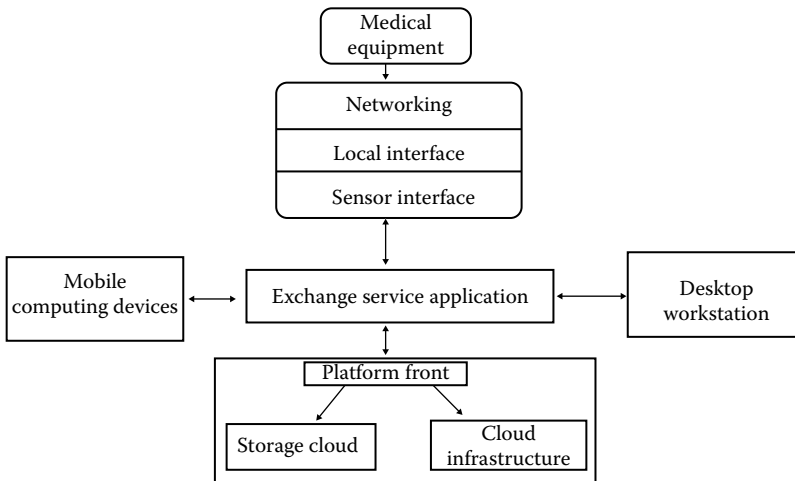 Medical
equipment
Networking
Local interface
Sensor interface
Mobile
computing devices
Exchange service application
Desktop
workstation
Platform front
Storage cloud
Cloud
infrastructure